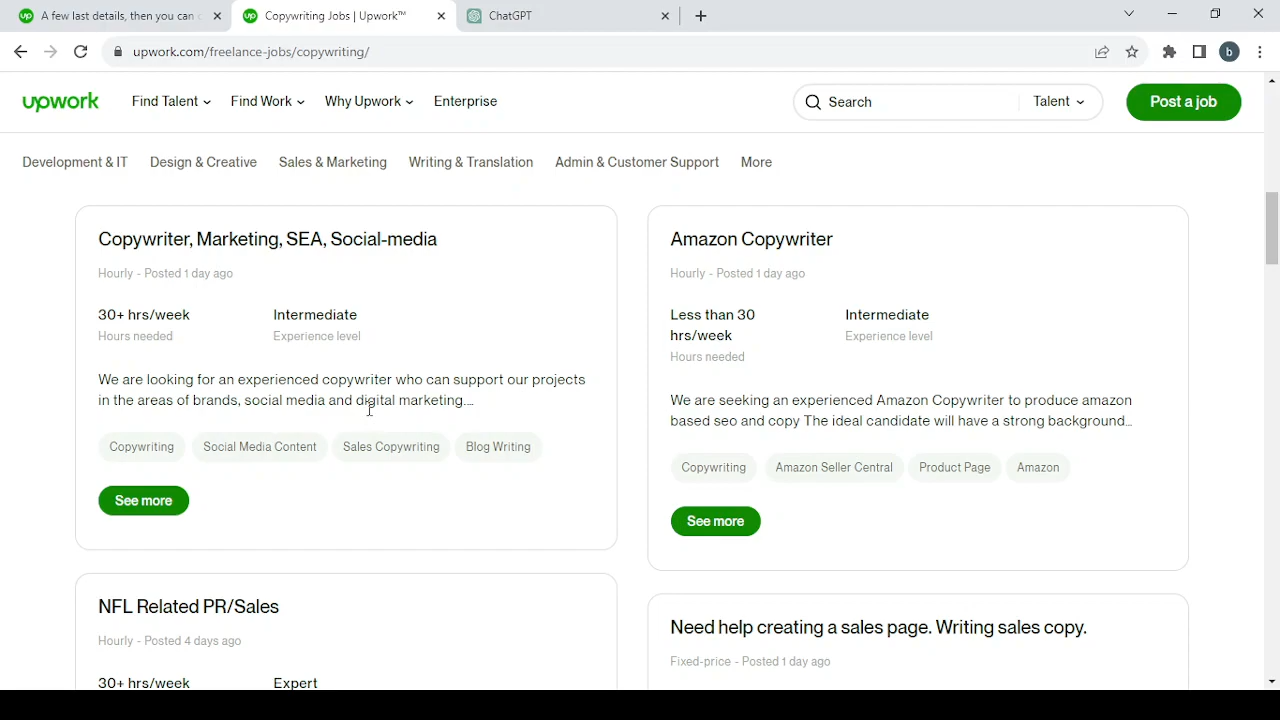 A few last details, then you can
Copywriting Jobs | Upwork™
ChatGPT
upwork.com/freelance-jobs/copywriting/
b
upwork
Find Talent
Find Work
Why Upwork
Enterprise
Search
Talent
Post a job
Development & IT
Design & Creative
Sales & Marketing
Writing & Translation
Admin & Customer Support
More
Copywriter, Marketing, SEA, Social-media
Hourly - Posted 1 day ago
30+ hrs/week
Intermediate
Hours needed
Experience level
We are looking for an experienced copywriter who can support our projects
in the areas of brands, social media and digital marketing....
Copywriting
Social Media Content
Sales Copywriting
Blog Writing
See more
Amazon Copywriter
Hourly - Posted 1 day ago
Less than 30
hrs/week
Intermediate
Hours needed
Experience level
We are seeking an experienced Amazon Copywriter to produce amazon
based seo and copy The ideal candidate will have a strong background...
Copywriting
Amazon Seller Central
Product Page
Amazon
See more
NFL Related PR/Sales
Hourly - Posted 4 days ago
30+ hrs/week
Expert
Need help creating a sales page. Writing sales copy.
Fixed-price - Posted 1 day ago